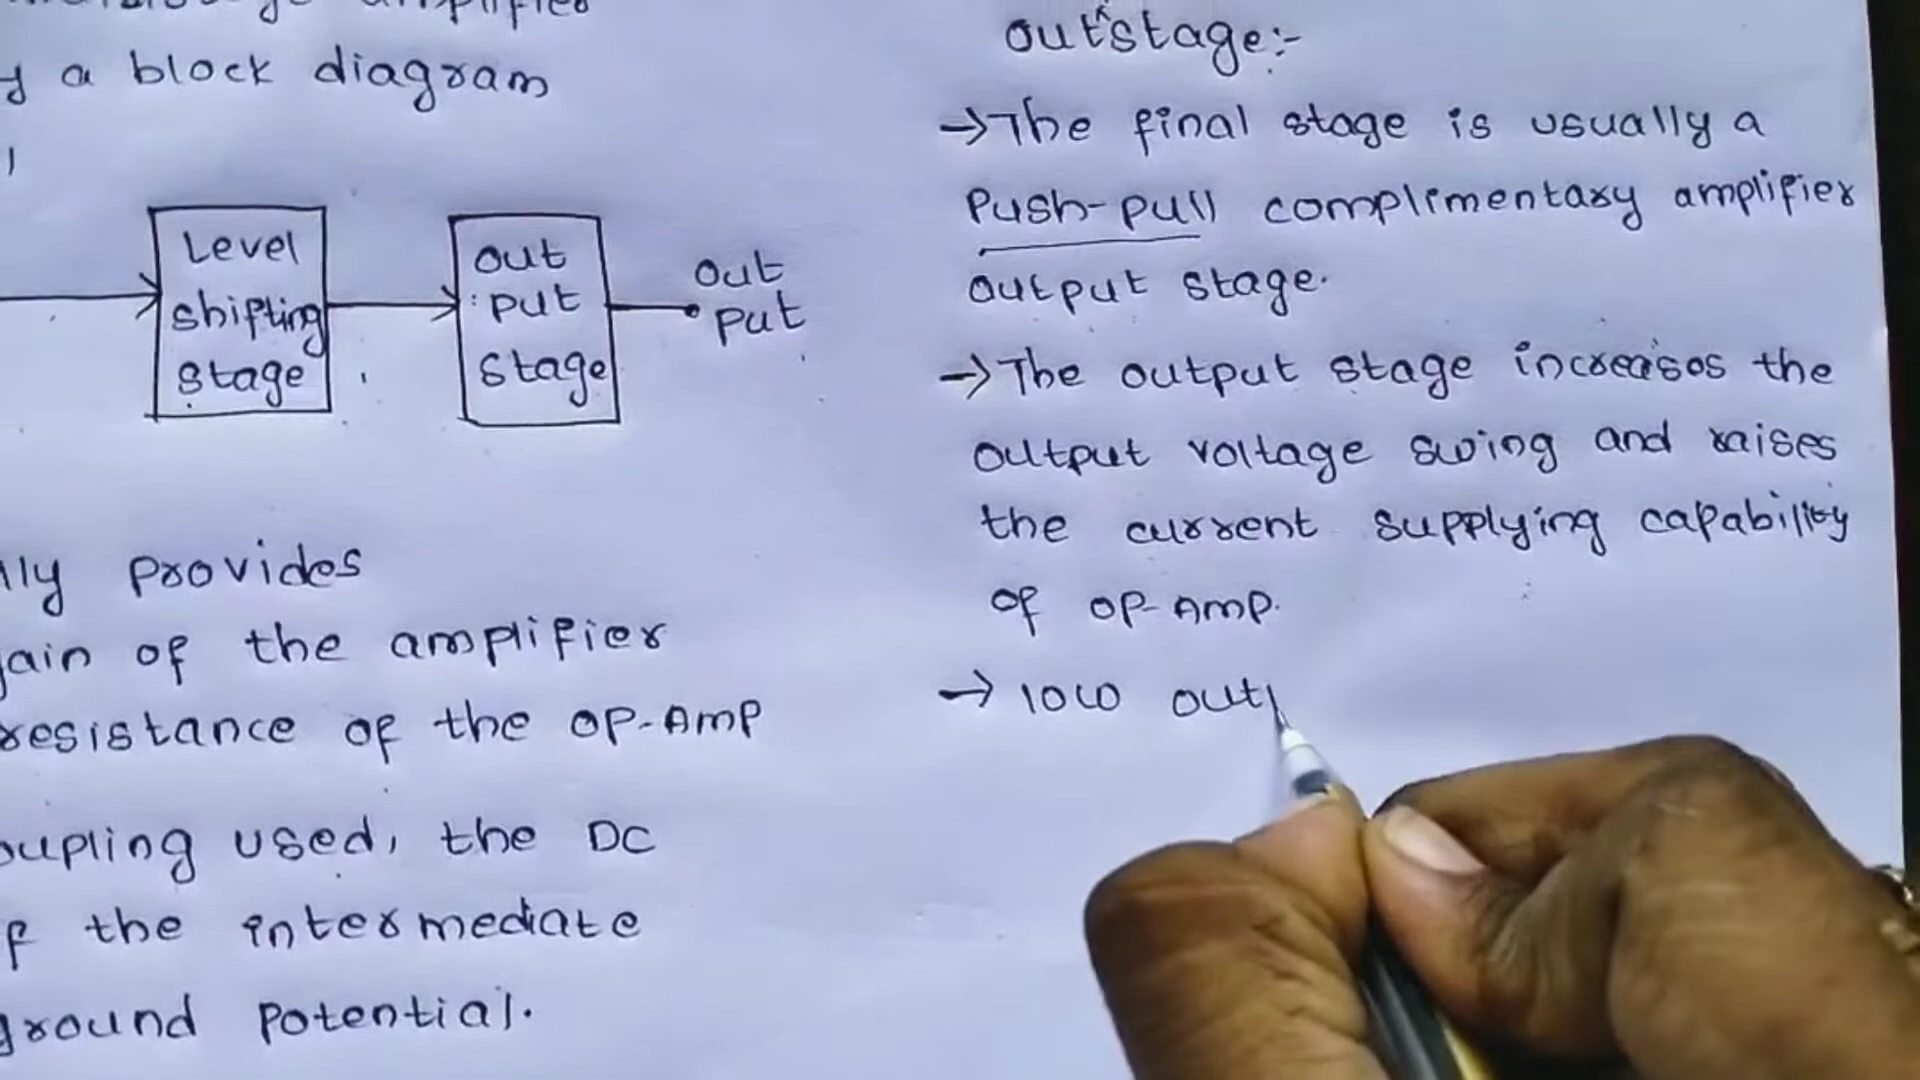 amplifier
y a block diagram
Level
shifting
stage
out
put
stage
out
put
lly provides
gain of the amplifier
resistance of the OP-AMP
oupling used, the DC
f the intermediate
ground potential.
outstage:-
→The final stage is usually a
Push-pull complimentary amplifier
output stage.
→The output stage increases the
output voltage swing and raises
the current supplying capability
of OP-AMP.
→ low out